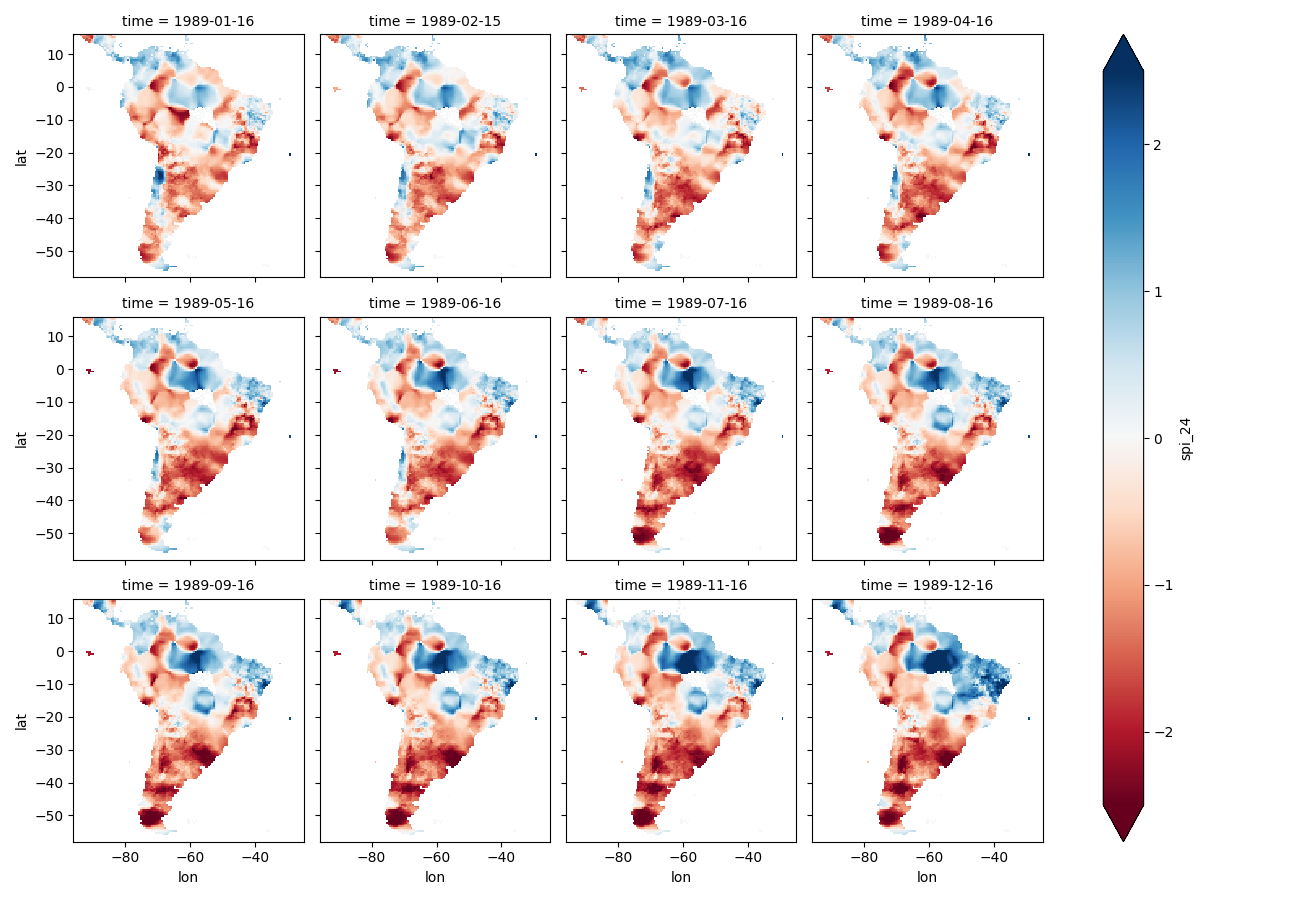 time = 1989-01-16
time = 1989-02-15
time = 1989-03-16
time = 1989-04-16
lat
10
0
−10
−20
−30
−40
−50
time = 1989-05-16
time = 1989-06-16
time = 1989-07-16
time = 1989-08-16
lat
10
0
−10
−20
−30
−40
−50
time = 1989-09-16
time = 1989-10-16
time = 1989-11-16
time = 1989-12-16
lat
10
0
−10
−20
−30
−40
−50
−80 −60 −40
lon
−80 −60 −40
lon
−80 −60 −40
lon
−80 −60 −40
lon
2
1
0
−1
−2
spi_24